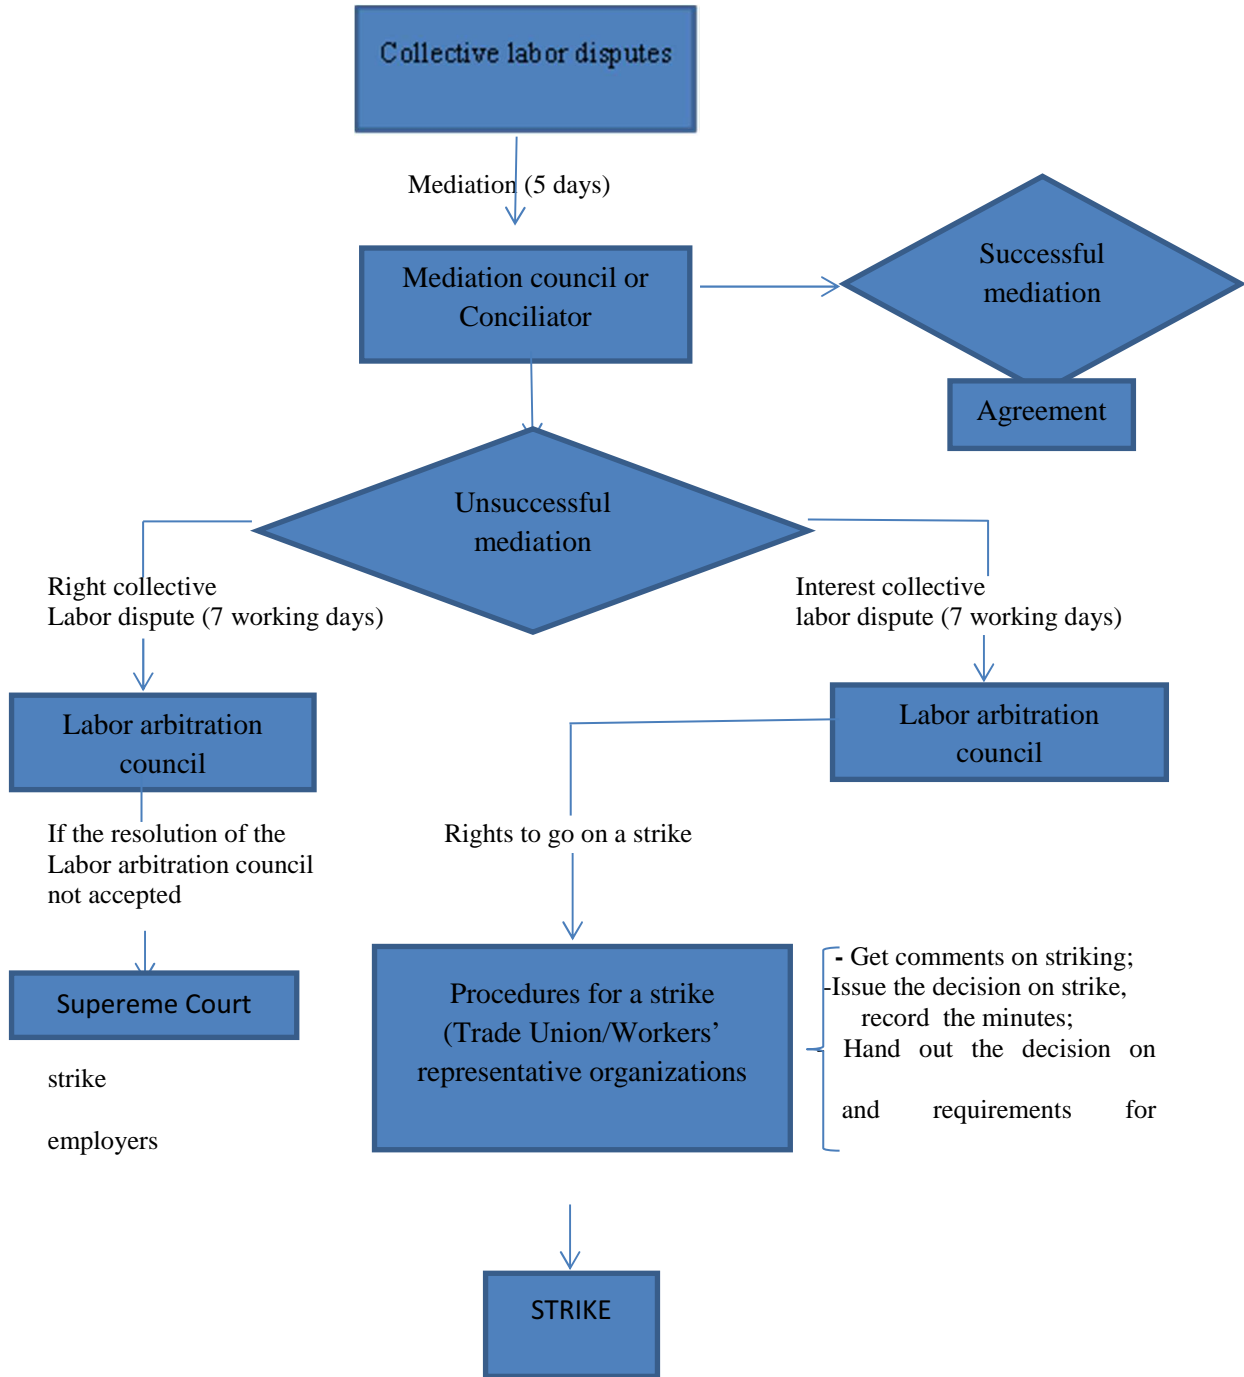 Collective labor disputes
Mediation (5 days)
Mediation council or
Conciliator
Successful
mediation
Agreement
Unsuccessful
mediation
Right collective
Labor dispute (7 working days)
Interest collective
labor dispute (7 working days)
Labor arbitration
council
Labor arbitration
council
If the resolution of the
Labor arbitration council
not accepted
Rights to go on a strike
Supereme Court
Procedures for a strike
(Trade Union/Workers’
representative organizations
- Get comments on striking;
-Issue the decision on strike,
record the minutes;
- Hand out the decision on
strike
and requirements for
employers
STRIKE